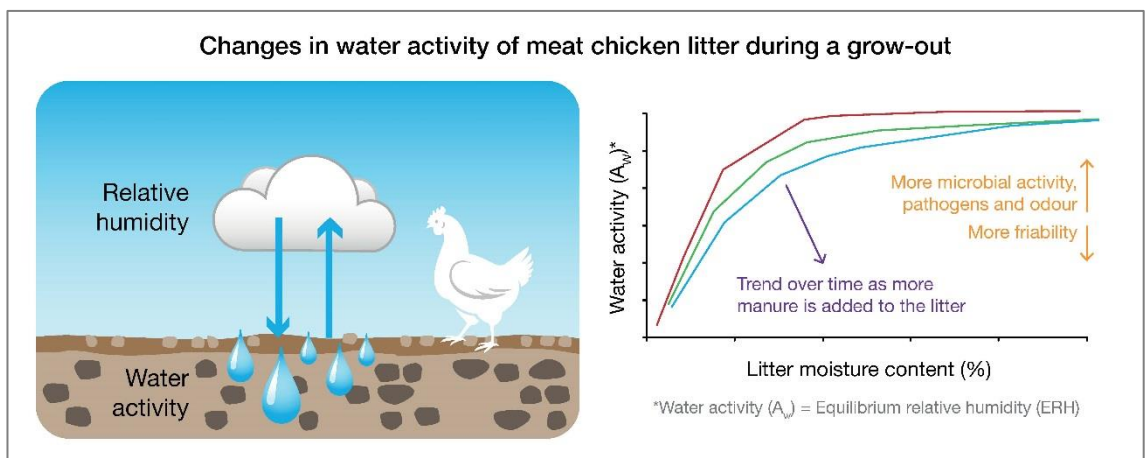 Changes in water activity of meat chicken litter during a grow-out
Relative
humidity
Water
activity
Water activity (Aw)*
More microbial activity,
pathogens and odour
More friability
Trend over time as more
manure is added to the litter
Litter moisture content (%)
*Water activity (Aw) = Equilibrium relative humidity (ERH)